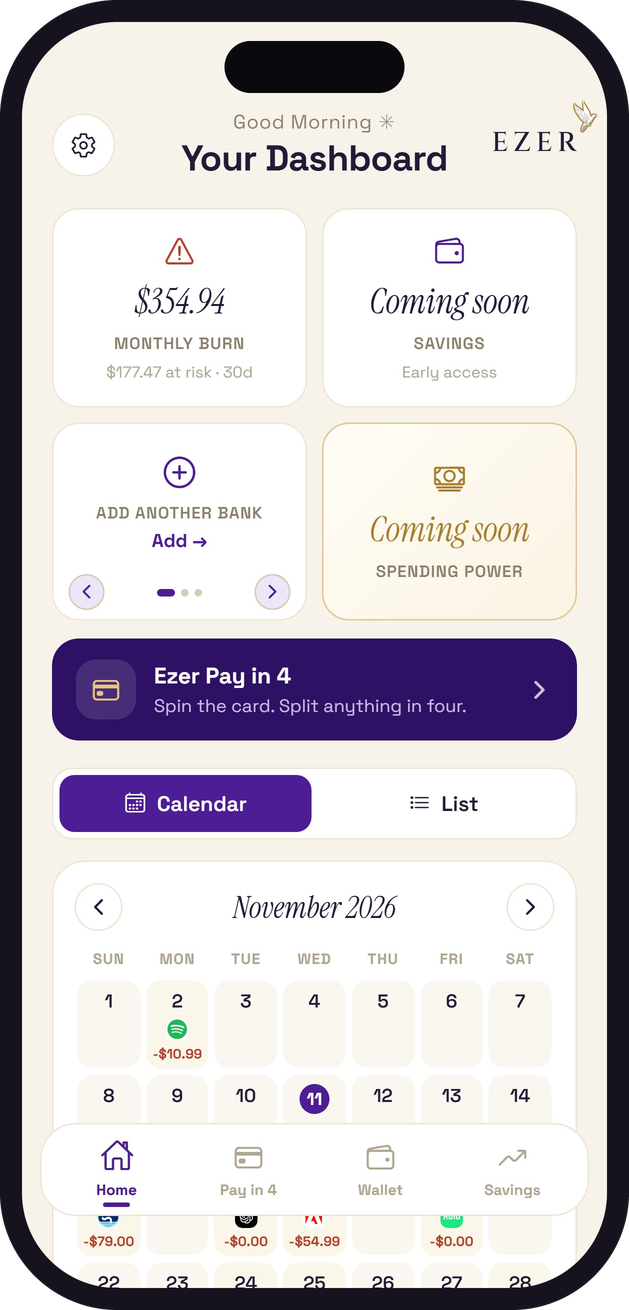 Good Morning ✳
Your Dashboard
EZER
$354.94
MONTHLY BURN
$177.47 at risk · 30d
Coming soon
SAVINGS
Early access
ADD ANOTHER BANK
Add →
Coming soon
SPENDING POWER
Ezer Pay in 4
Spin the card. Split anything in four.
Calendar
List
November 2026
SUN MON TUE WED THU FRI SAT
1 2 3 4 5 6 7
-$10.99
8 9 10 11 12 13 14
Home Pay in 4 Wallet Savings
-$79.00 -$0.00 -$54.99 -$0.00
22 23 24 25 26 27 28